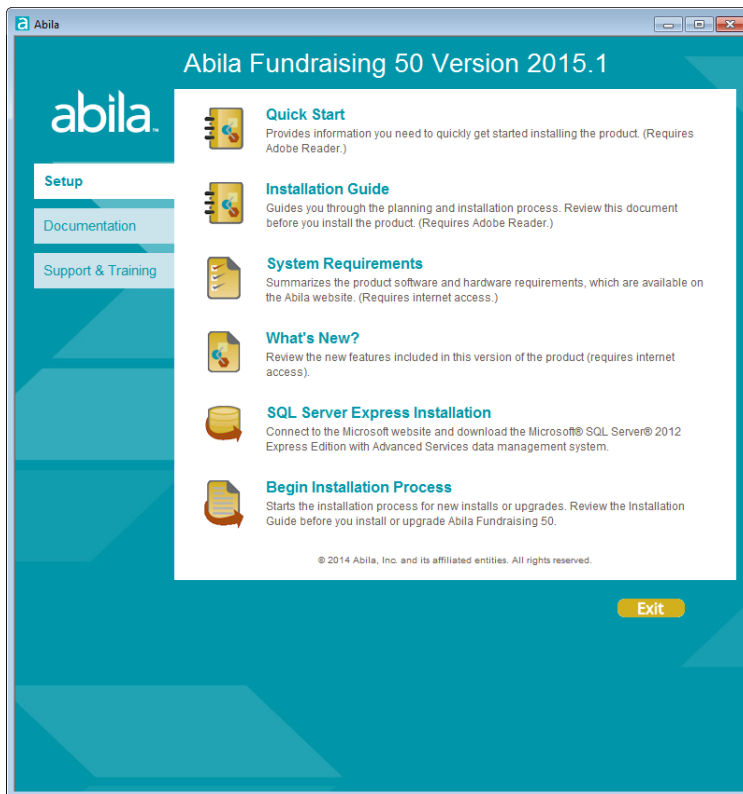 Abila
Abila Fundraising 50 Version 2015.1
abila
Setup
Documentation
Support & Training
Quick Start
Provides information you need to quickly get started installing the product. (Requires
Adobe Reader.)
Installation Guide
Guides you through the planning and installation process. Review this document
before you install the product. (Requires Adobe Reader.)
System Requirements
Summarizes the product software and hardware requirements, which are available on
the Abila website. (Requires internet access.)
What's New?
Review the new features included in this version of the product (requires internet
access).
SQL Server Express Installation
Connect to the Microsoft website and download the Microsoft® SQL Server® 2012
Express Edition with Advanced Services data management system.
Begin Installation Process
Starts the installation process for new installs or upgrades. Review the Installation
Guide before you install or upgrade Abila Fundraising 50.
© 2014 Abila, Inc. and its affiliated entities. All rights reserved.
Exit